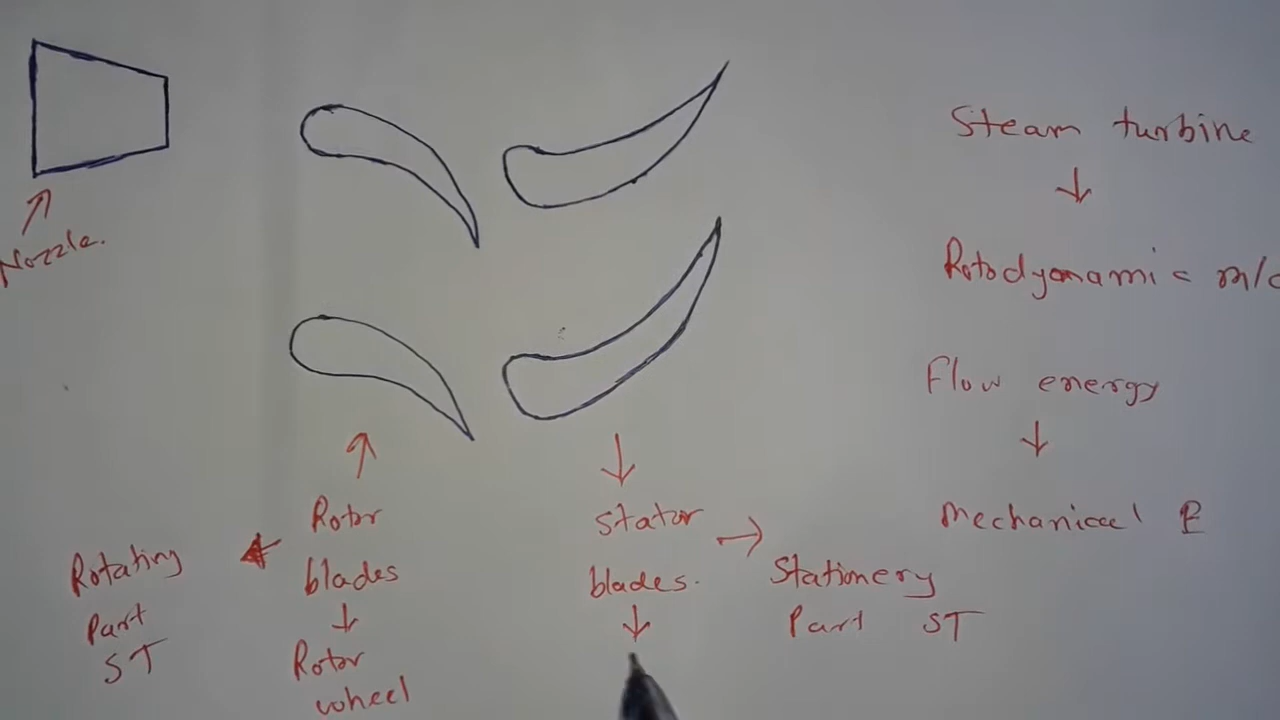 Nozzle.
Rotor
blades
Rotor
wheel
Rotating
Part
ST
Stator
blades.
Stationery
Part ST
Steam turbine
Rotodynamic m/c
Flow energy
Mechanical E